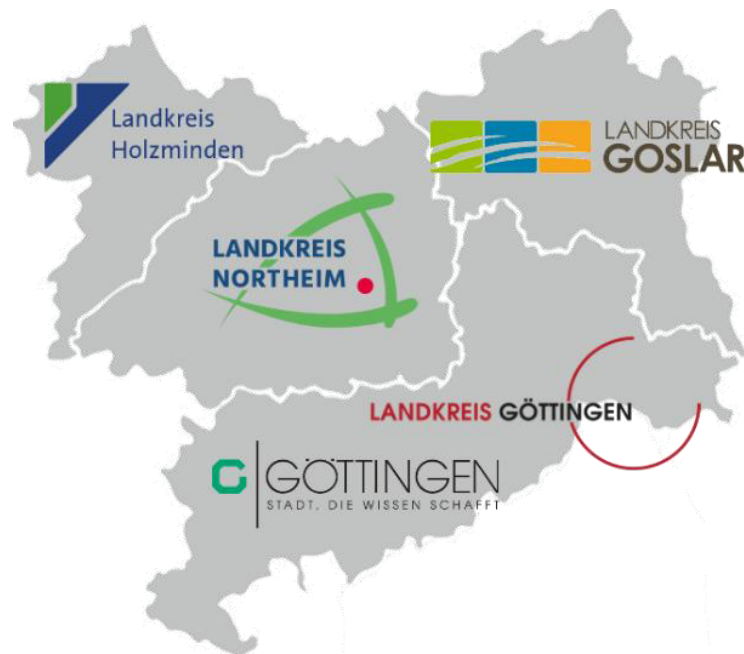 Landkreis
Holzminden
LANDKREIS
GOSLAR
LANDKREIS
NORTHEIM
LANDKREIS GÖTTINGEN
GÖTTINGEN
STADT, DIE WISSEN SCHAFFT